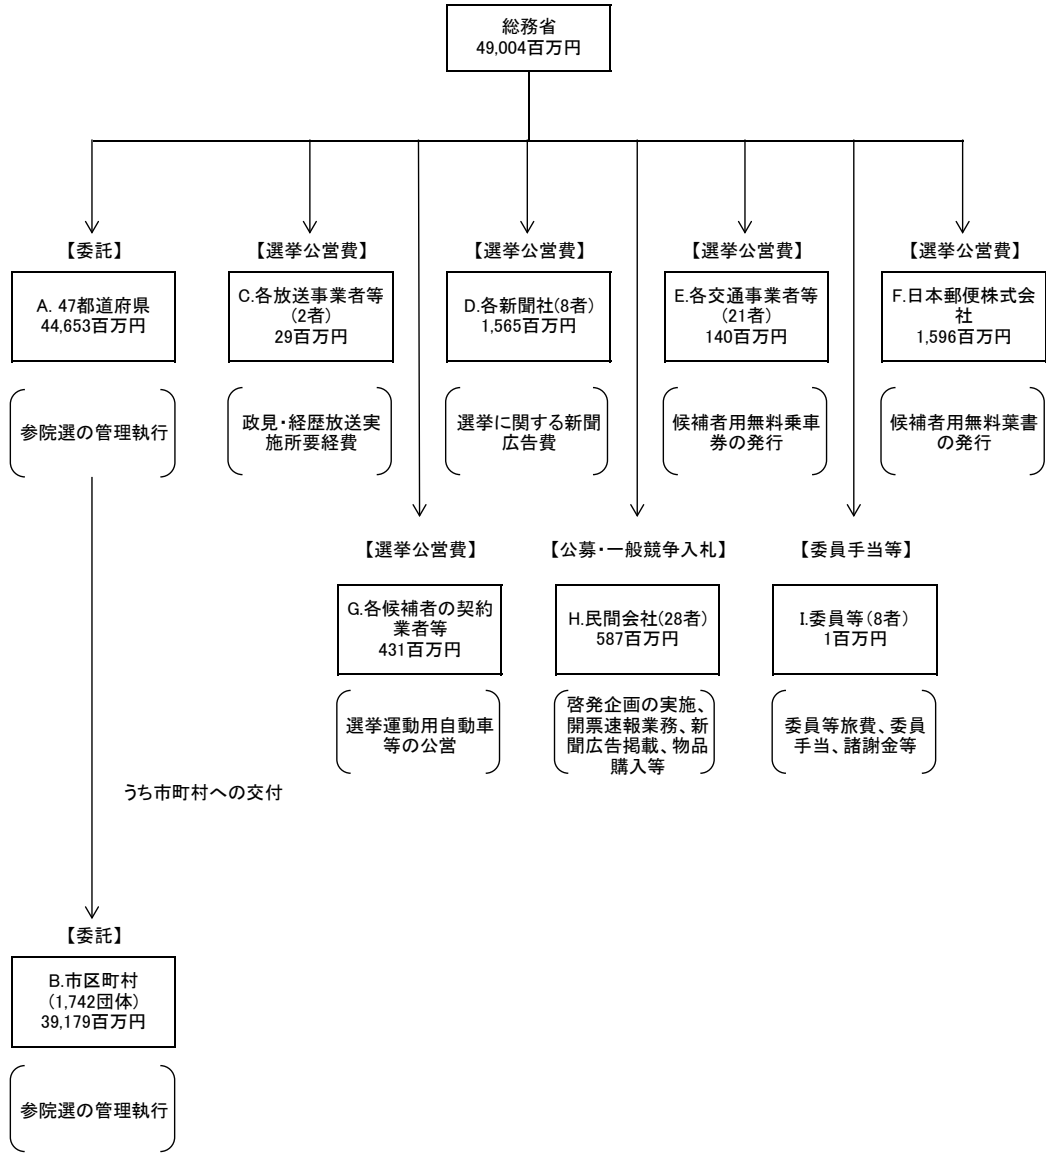 総務省
49,004百万円
【委託】
A. 47都道府県
44,653百万円
参院選の管理執行
【選挙公営費】
C.各放送事業者等
(2者)
29百万円
政見・経歴放送実
施所要経費
【選挙公営費】
D.各新聞社(8者)
1,565百万円
選挙に関する新聞
広告費
【選挙公営費】
E.各交通事業者等
(21者)
140百万円
候補者用無料乗車
券の発行
【選挙公営費】
F.日本郵便株式会
社
1,596百万円
候補者用無料葉書
の発行
【選挙公営費】
G.各候補者の契約
業者等
431百万円
選挙運動用自動車
等の公営
【公募・一般競争入札】
H.民間会社(28者)
587百万円
啓発企画の実施、
開票速報業務、新
聞広告掲載、物品
購入等
【委員手当等】
I.委員等(8者)
1百万円
委員等旅費、委員
手当、諸謝金等
うち市町村への交付
【委託】
B.市区町村
(1,742団体)
39,179百万円
参院選の管理執行